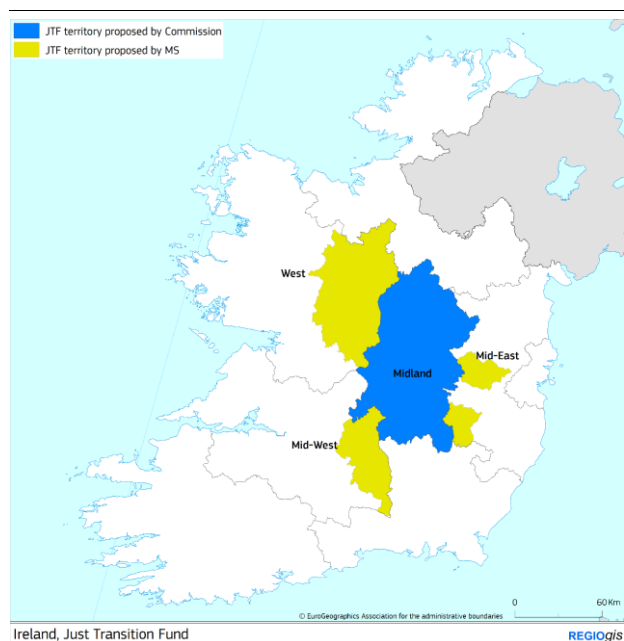 JTF territory proposed by Commission
JTF territory proposed by MS
West
Mid-East
Midland
Mid-West
0 60 Km
© EuroGeographics Association for the administrative boundaries
Ireland, Just Transition Fund
REGIOgis